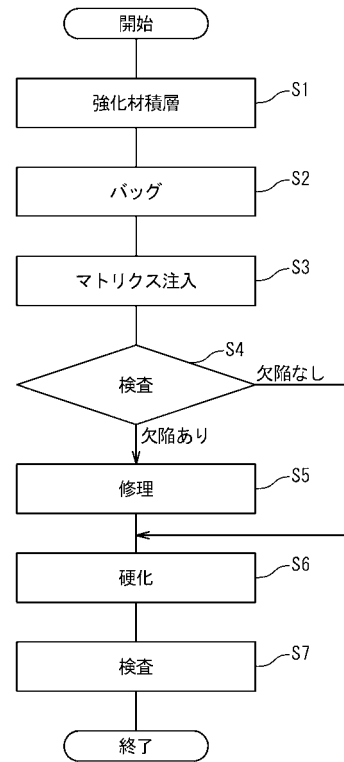 開始
強化材積層
S1
バッグ
S2
マトリクス注入
S3
S4
検査
欠陥なし
欠陥あり
修理
S5
硬化
S6
検査
S7
終了